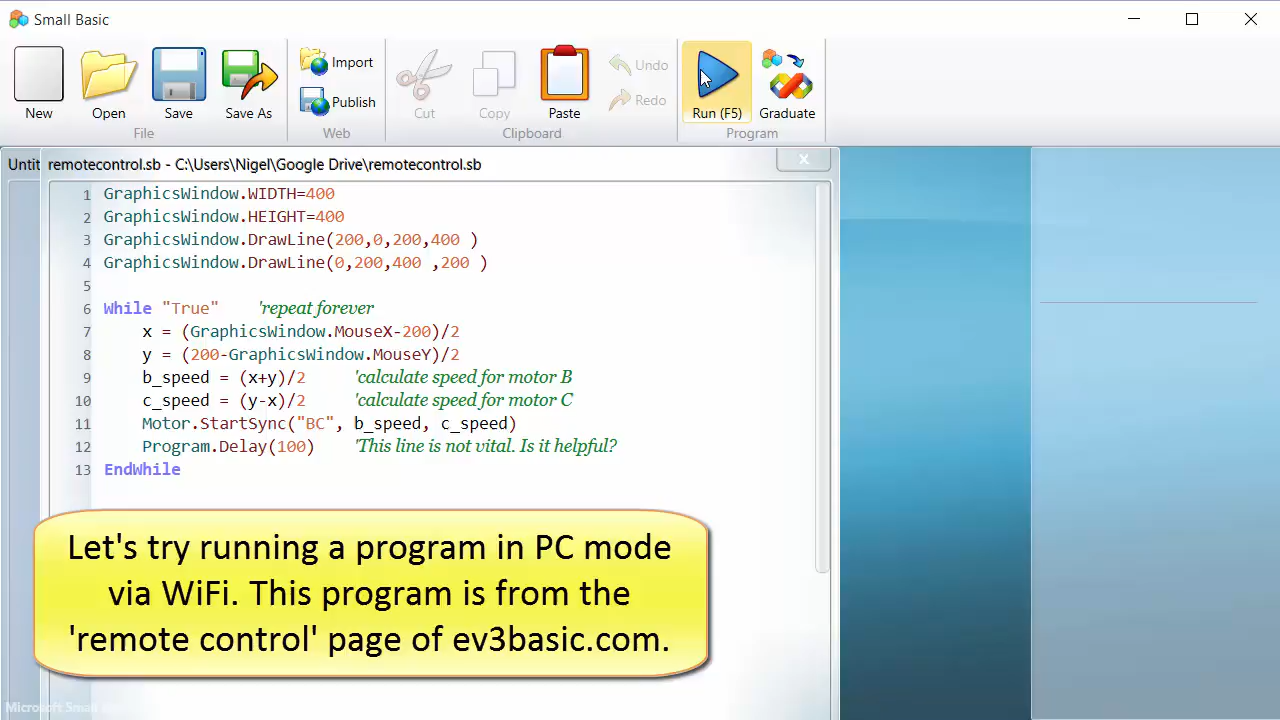 Small Basic
New
Open
Save
Save As
File
Import
Publish
Web
Cut
Copy
Paste
Clipboard
Undo
Redo
Run (F5)
Graduate
Program
Untit
remotecontrol.sb - C:\Users\Nigel\Google Drive\remotecontrol.sb
1 GraphicsWindow.WIDTH=400
2 GraphicsWindow.HEIGHT=400
3 GraphicsWindow.DrawLine(200,0,200,400 )
4 GraphicsWindow.DrawLine(0,200,400 ,200 )
5
6 While "True" 'repeat forever
7 x = (GraphicsWindow.MouseX-200)/2
8 y = (200-GraphicsWindow.MouseY)/2
9 b_speed = (x+y)/2 'calculate speed for motor B
10 c_speed = (y-x)/2 'calculate speed for motor C
11 Motor.StartSync("BC", b_speed, c_speed)
12 Program.Delay(100) 'This line is not vital. Is it helpful?
13 EndWhile
Let's try running a program in PC mode
via WiFi. This program is from the
'remote control' page of ev3basic.com.
Microsoft Small